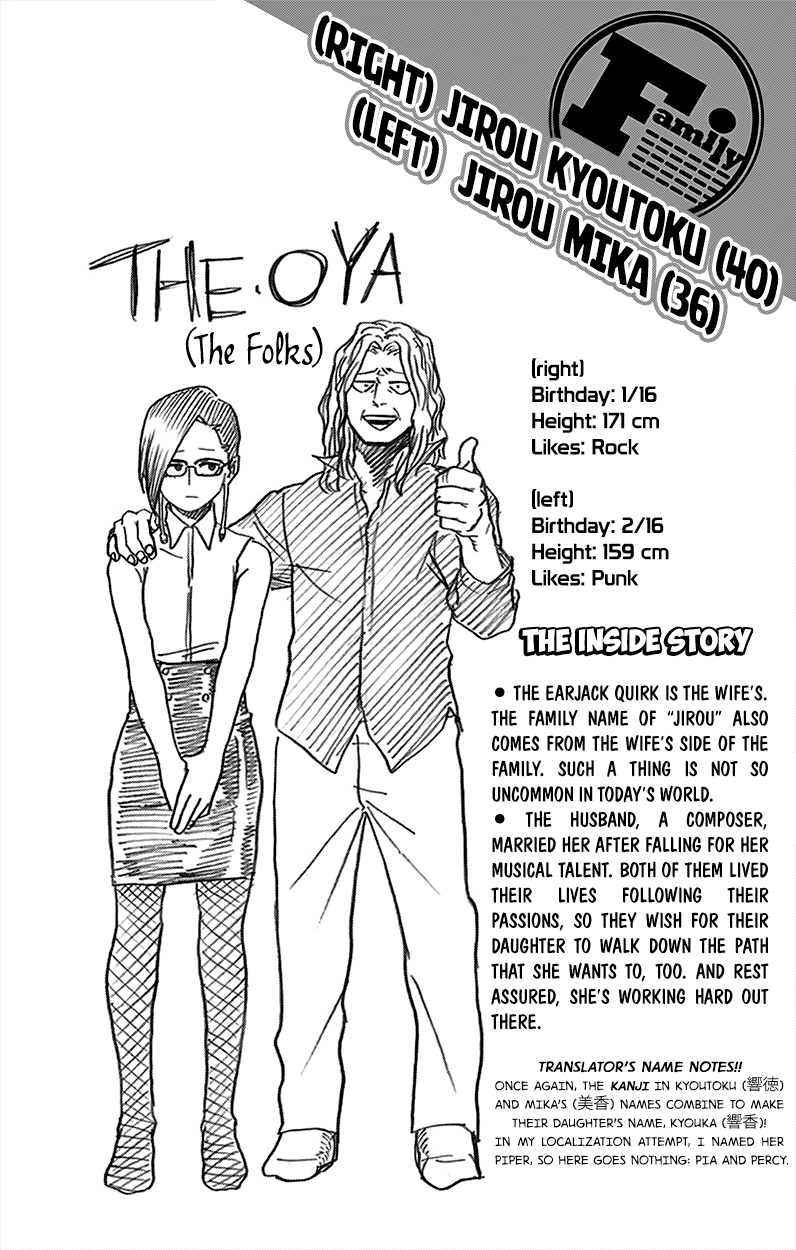 Family
(RIGHT) JIROU KYOUTOKU (40)
(LEFT) JIROU MIKA (36)
THE・OYA
(The Folks)
(right)
Birthday: 1/16
Height: 171 cm
Likes: Rock
(left)
Birthday: 2/16
Height: 159 cm
Likes: Punk
THE INSIDE STORY
● THE EARJACK QUIRK IS THE WIFE'S.
THE FAMILY NAME OF "JIROU" ALSO
COMES FROM THE WIFE'S SIDE OF THE
FAMILY. SUCH A THING IS NOT SO
UNCOMMON IN TODAY'S WORLD.
● THE HUSBAND, A COMPOSER,
MARRIED HER AFTER FALLING FOR HER
MUSICAL TALENT. BOTH OF THEM LIVED
THEIR LIVES FOLLOWING THEIR
PASSIONS, SO THEY WISH FOR THEIR
DAUGHTER TO WALK DOWN THE PATH
THAT SHE WANTS TO, TOO. AND REST
ASSURED, SHE'S WORKING HARD OUT
THERE.
TRANSLATOR'S NAME NOTES!!
ONCE AGAIN, THE KANJI IN KYOUTOKU (響徳)
AND MIKA'S (美香) NAMES COMBINE TO MAKE
THEIR DAUGHTER'S NAME, KYOUKA (響香)!
IN MY LOCALIZATION ATTEMPT, I NAMED HER
PIPER, SO HERE GOES NOTHING: PIA AND PERCY.